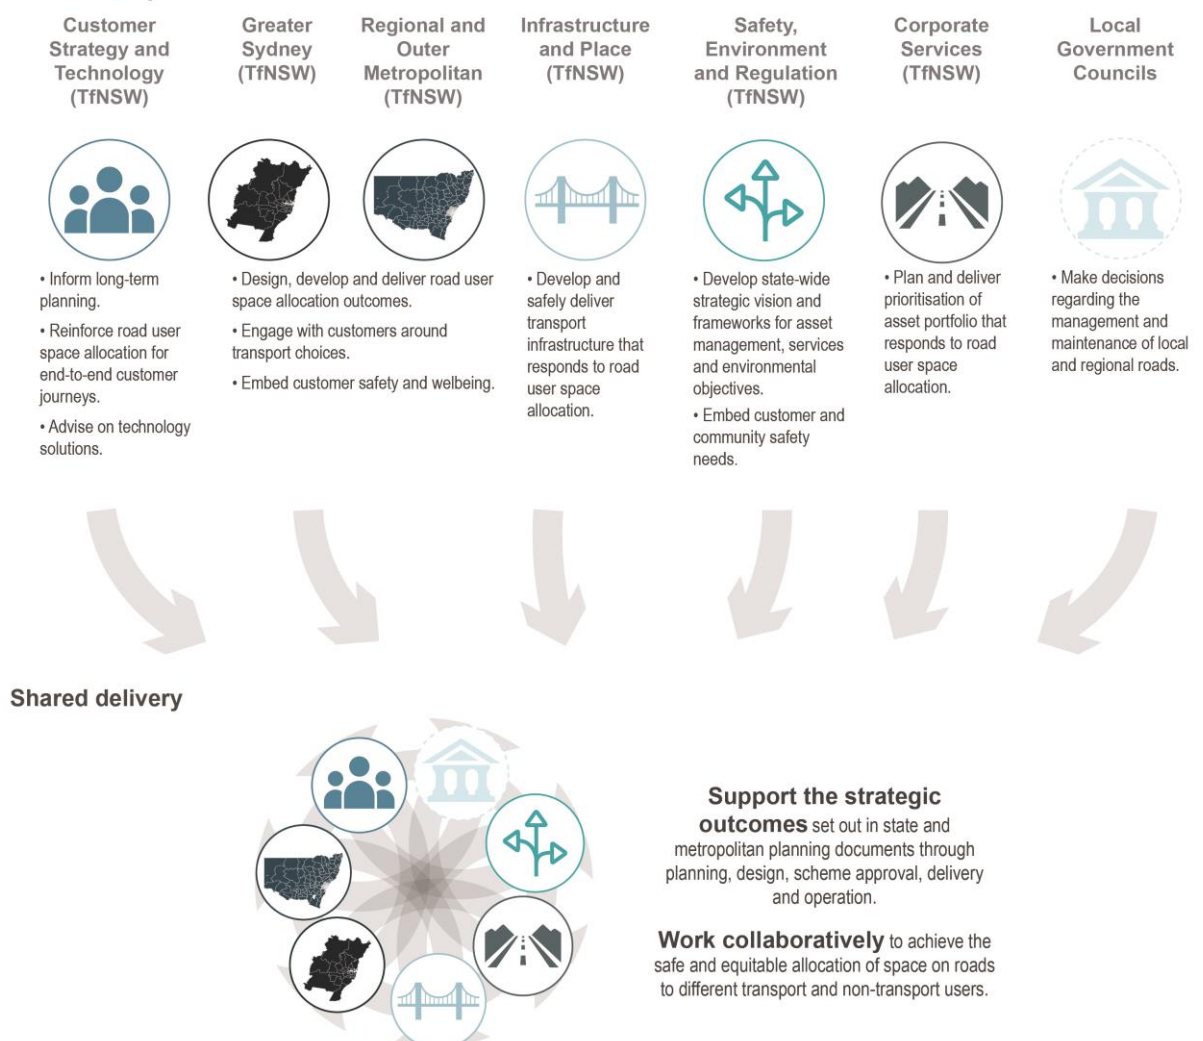 Customer
Strategy and
Technology
(TfNSW)
Greater
Sydney
(TfNSW)
Regional and
Outer
Metropolitan
(TfNSW)
Infrastructure
and Place
(TfNSW)
Safety,
Environment
and Regulation
(TfNSW)
Corporate
Services
(TfNSW)
Local
Government
Councils
• Inform long-term
planning.
• Reinforce road user
space allocation for
end-to-end customer
journeys.
• Advise on technology
solutions.
• Design, develop and deliver road user
space allocation outcomes.
• Engage with customers around
transport choices.
• Embed customer safety and welbeing.
• Develop and
safely deliver
transport
infrastructure that
responds to road
user space
allocation.
• Develop state-wide
strategic vision and
frameworks for asset
management, services
and environmental
objectives.
• Embed customer and
community safety
needs.
• Plan and deliver
prioritisation of
asset portfolio that
responds to road
user space
allocation.
• Make decisions
regarding the
management and
maintenance of local
and regional roads.
Shared delivery
Support the strategic
outcomes set out in state and
metropolitan planning documents through
planning, design, scheme approval, delivery
and operation.
Work collaboratively to achieve the
safe and equitable allocation of space on roads
to different transport and non-transport users.